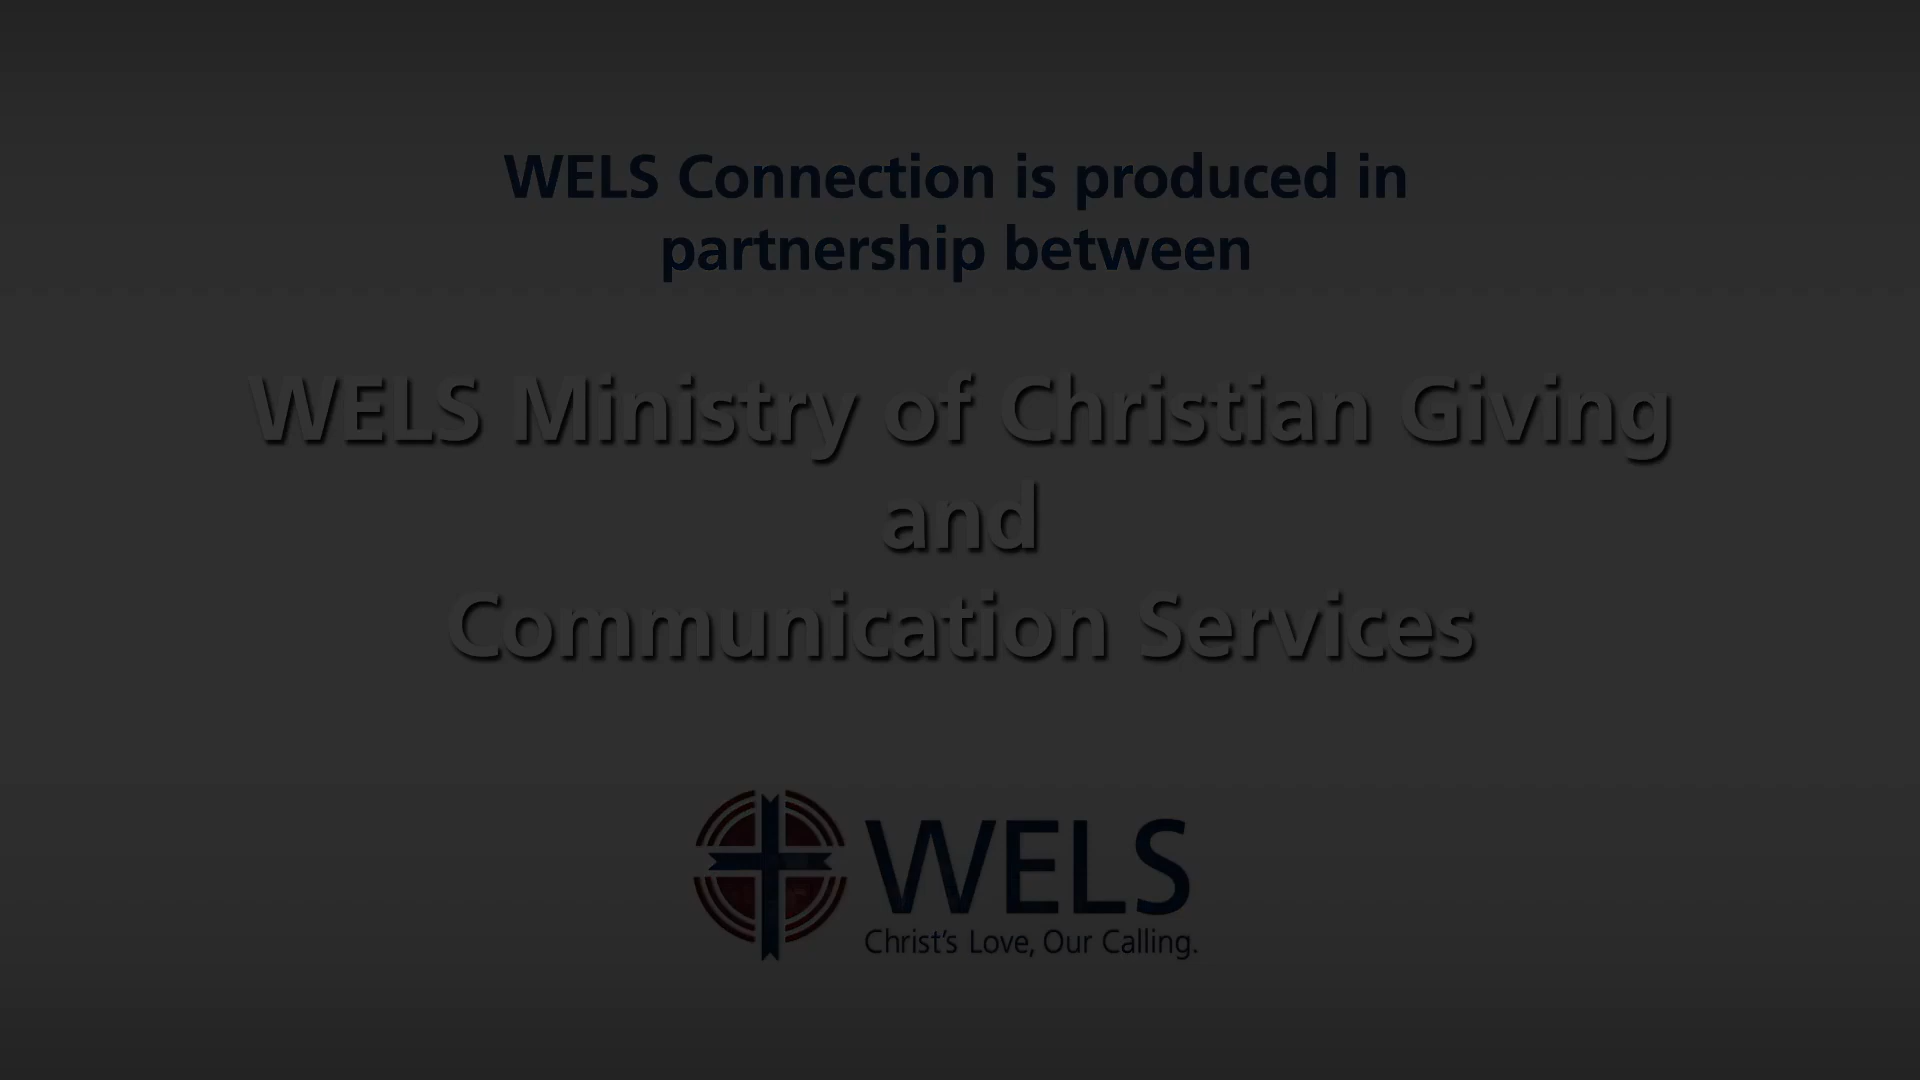 WELS Connection is produced in
partnership between
WELS Ministry of Christian Giving
and
Communication Services
WELS
Christ's Love, Our Calling.